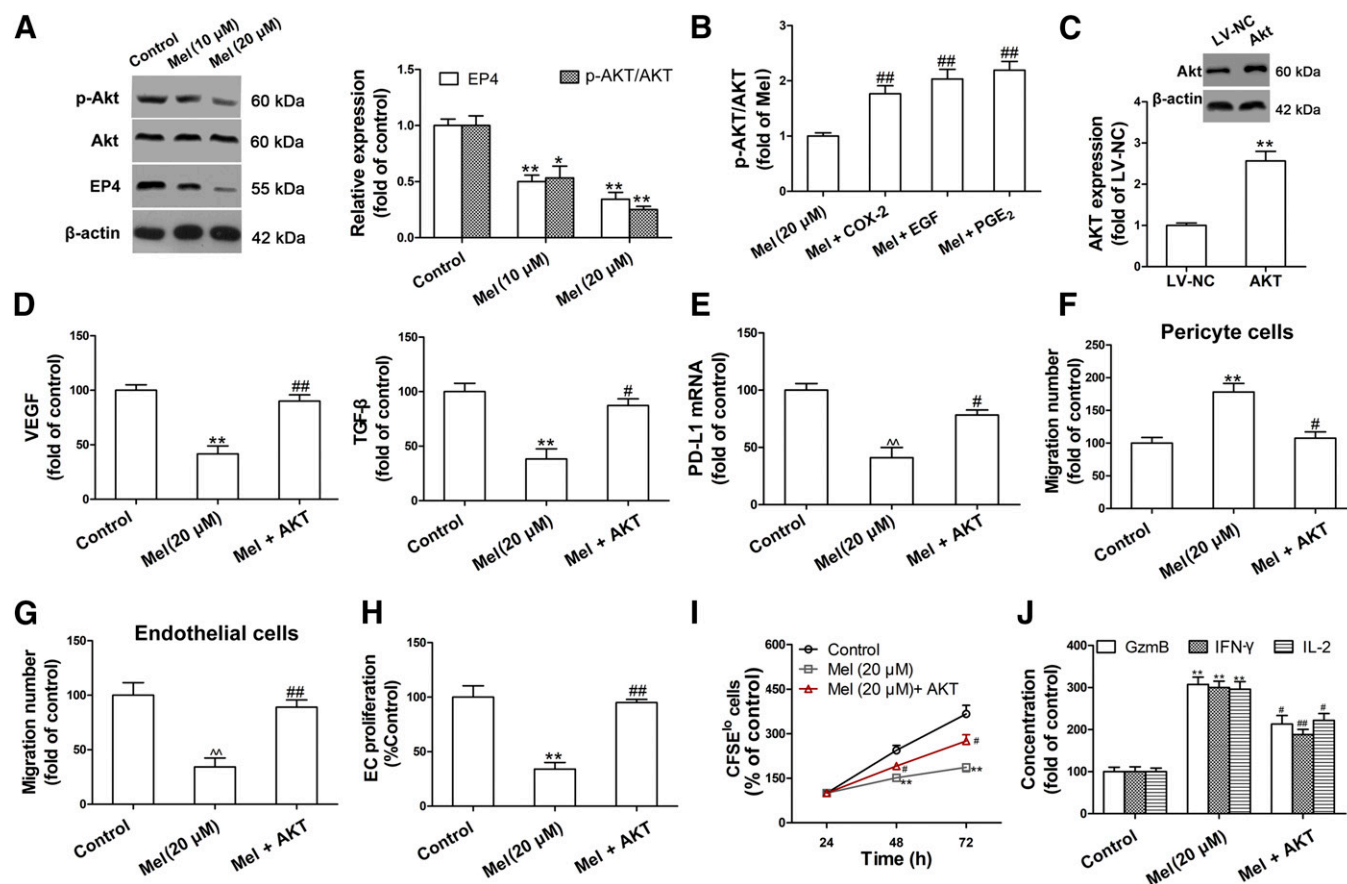 A
Control
Mel (10 µM)
Mel (20 µM)
p-Akt
60 kDa
Akt
60 kDa
EP4
55 kDa
β-actin
42 kDa
Relative expression
(fold of control)
1.5
1.0
0.5
0.0
EP4
p-AKT/AKT
**
*
**
**
Control
Mel (10 µM)
Mel (20 µM)
B
p-AKT/AKT
(fold of Mel)
3
2
1
0
##
##
##
Mel (20 µM)
Mel + COX-2
Mel + EGF
Mel + PGE2
C
LV-NC
Akt
Akt
60 kDa
β-actin
42 kDa
AKT expression
(fold of LV-NC)
4
3
2
1
0
**
LV-NC
AKT
D
VEGF
(fold of control)
150
100
50
0
**
##
Control
Mel (20 µM)
Mel + AKT
TGF-β
(fold of control)
150
100
50
0
**
#
Control
Mel (20 µM)
Mel + AKT
E
PD-L1 mRNA
(fold of control)
150
100
50
0
^^
#
Control
Mel (20 µM)
Mel + AKT
F
Pericyte cells
Migration number
(fold of control)
250
200
150
100
50
0
**
#
Control
Mel (20 µM)
Mel + AKT
G
Endothelial cells
Migration number
(fold of control)
150
100
50
0
^^
##
Control
Mel (20 µM)
Mel + AKT
H
EC proliferation
(%Control)
150
100
50
0
**
##
Control
Mel (20 µM)
Mel + AKT
I
CFSElo cells
(% of control)
600
450
300
150
0
Control
Mel (20 µM)
Mel (20 µM)+ AKT
#
**
#
**
24
48
72
Time (h)
J
Concentration
(fold of control)
400
300
200
100
0
GzmB
IFN-γ
IL-2
**
**
**
#
##
#
Control
Mel (20 µM)
Mel + AKT